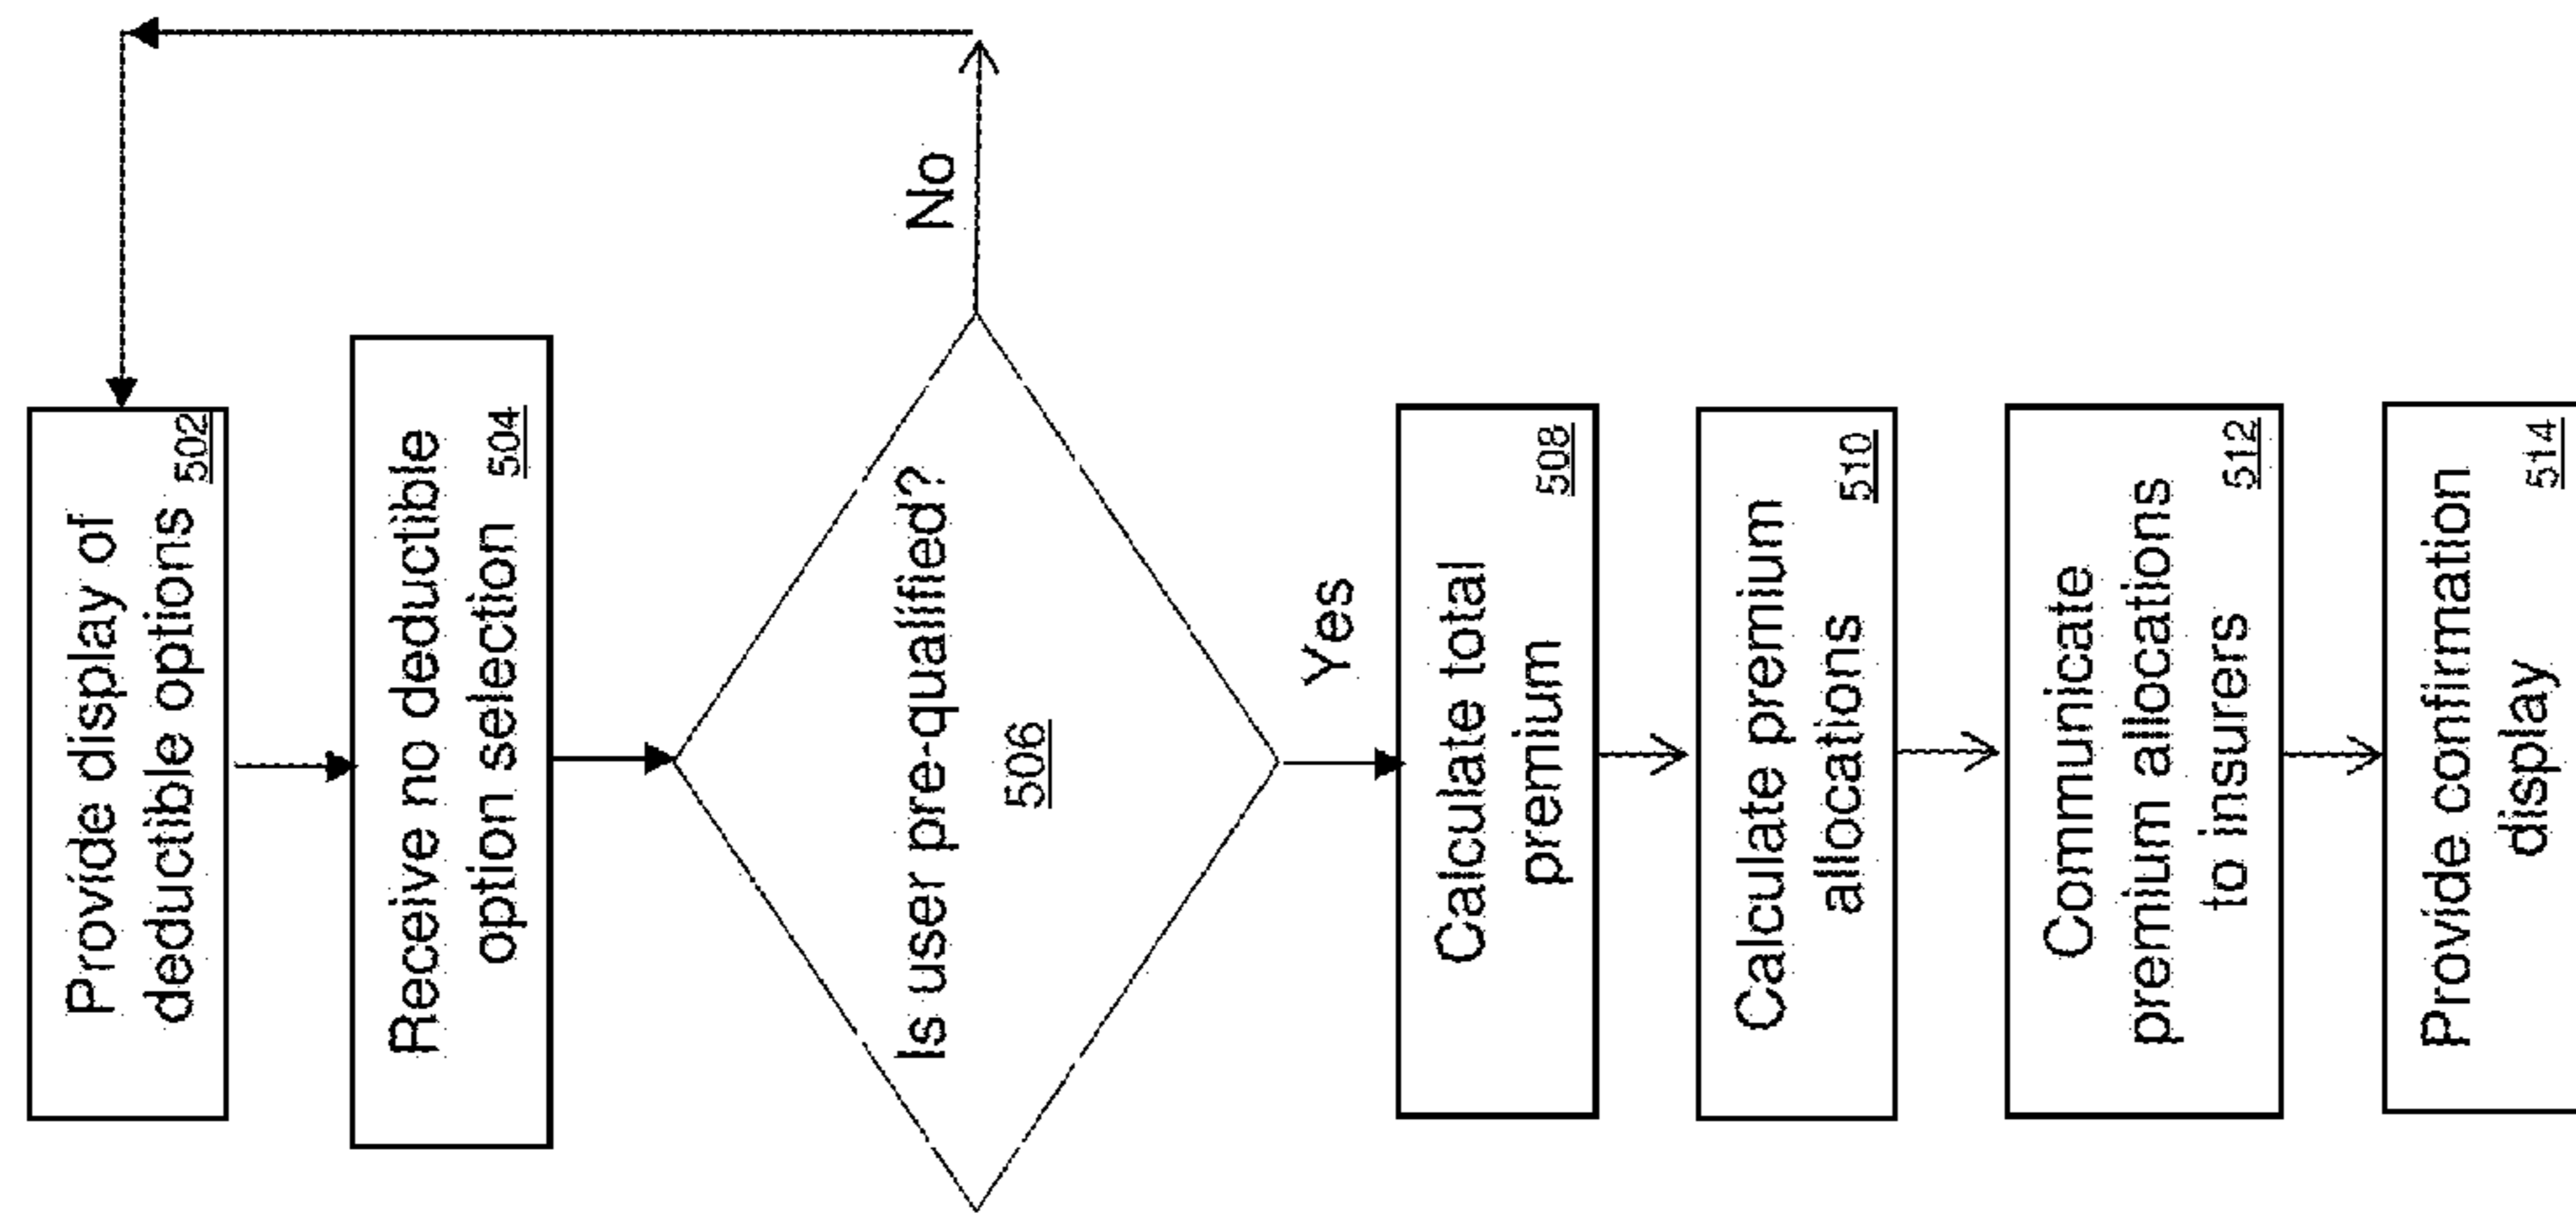 Provide display of
deductible options 502
Receive no deductible
option selection 504
Is user pre-qualified?
506
No
Yes
Calculate total
premium 508
Calculate premium
allocations 510
Communicate
premium allocations
to insurers 512
Provide confirmation
display 514